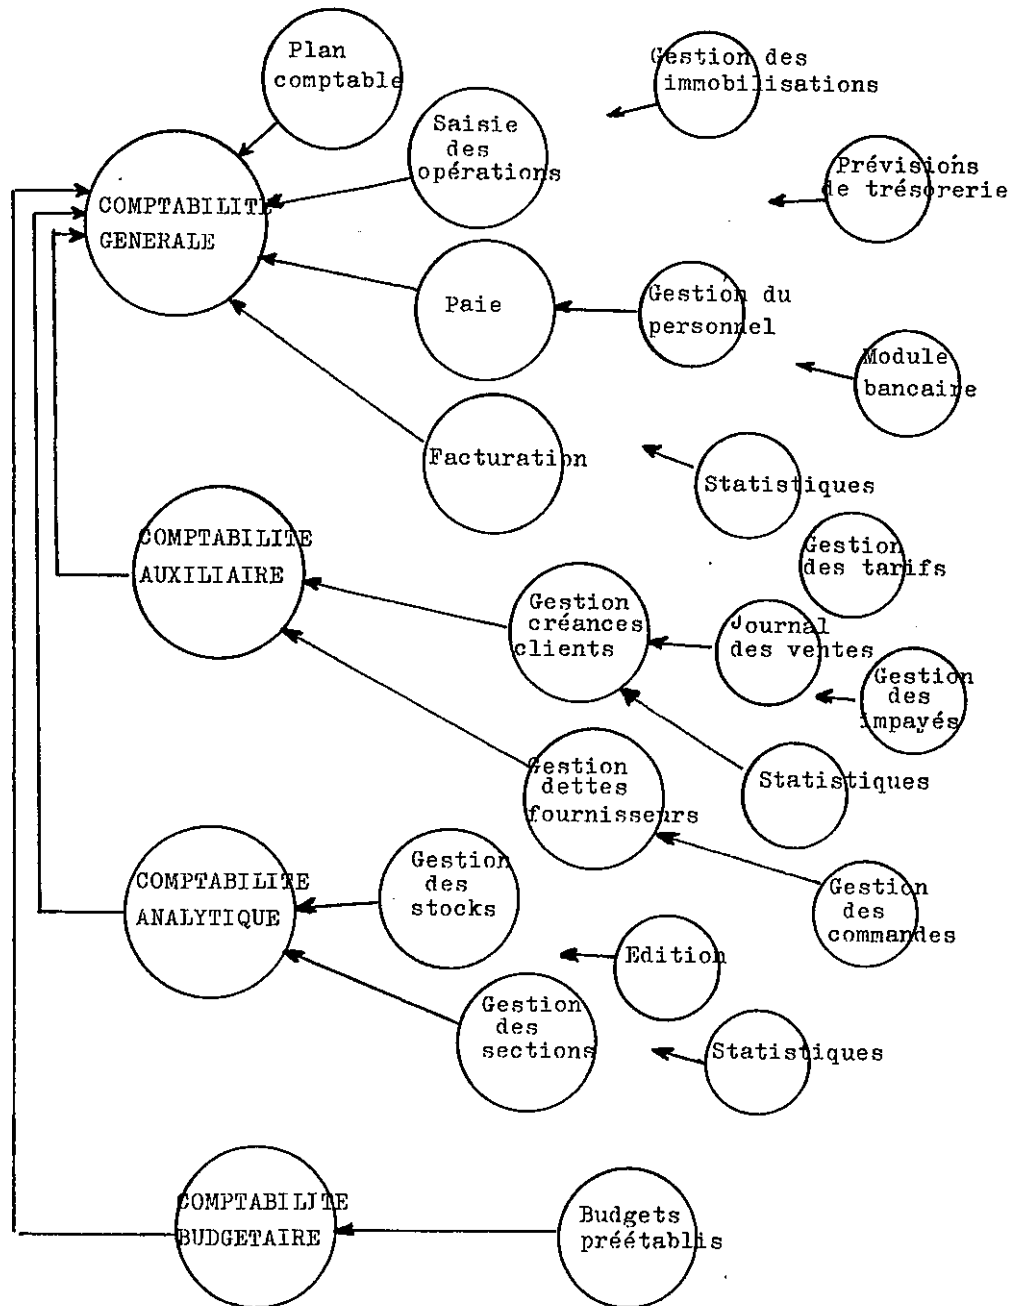 Plan
comptable
Gestion des
immobilisations
Saisie
des
opérations
Prévisions
de trésorerie
COMPTABILITE
GENERALE
Paie
Gestion du
personnel
Module
bancaire
Facturation
Statistiques
COMPTABILITE
AUXILIAIRE
Gestion
des tarifs
Gestion
créances
clients
Journal
des ventes
Gestion
des
impayés
Gestion
dettes
fournisseurs
Statistiques
COMPTABILITE
ANALYTIQUE
Gestion
des
stocks
Gestion
des
commandes
Edition
Gestion
des
sections
Statistiques
COMPTABILITE
BUDGETAIRE
Budgets
préétablis